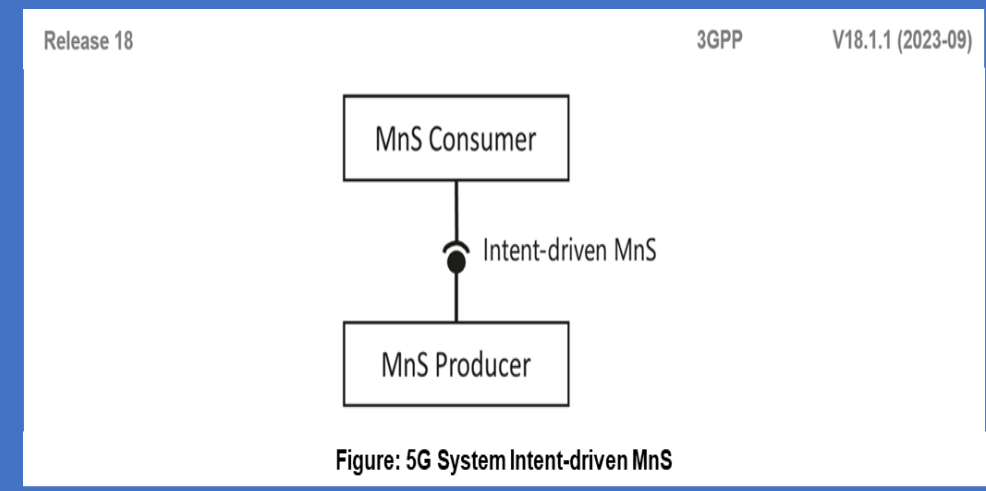 Release 18 3GPP V18.1.1 (2023-09)
MnS Consumer
Intent-driven MnS
MnS Producer
Figure: 5G System Intent-driven MnS